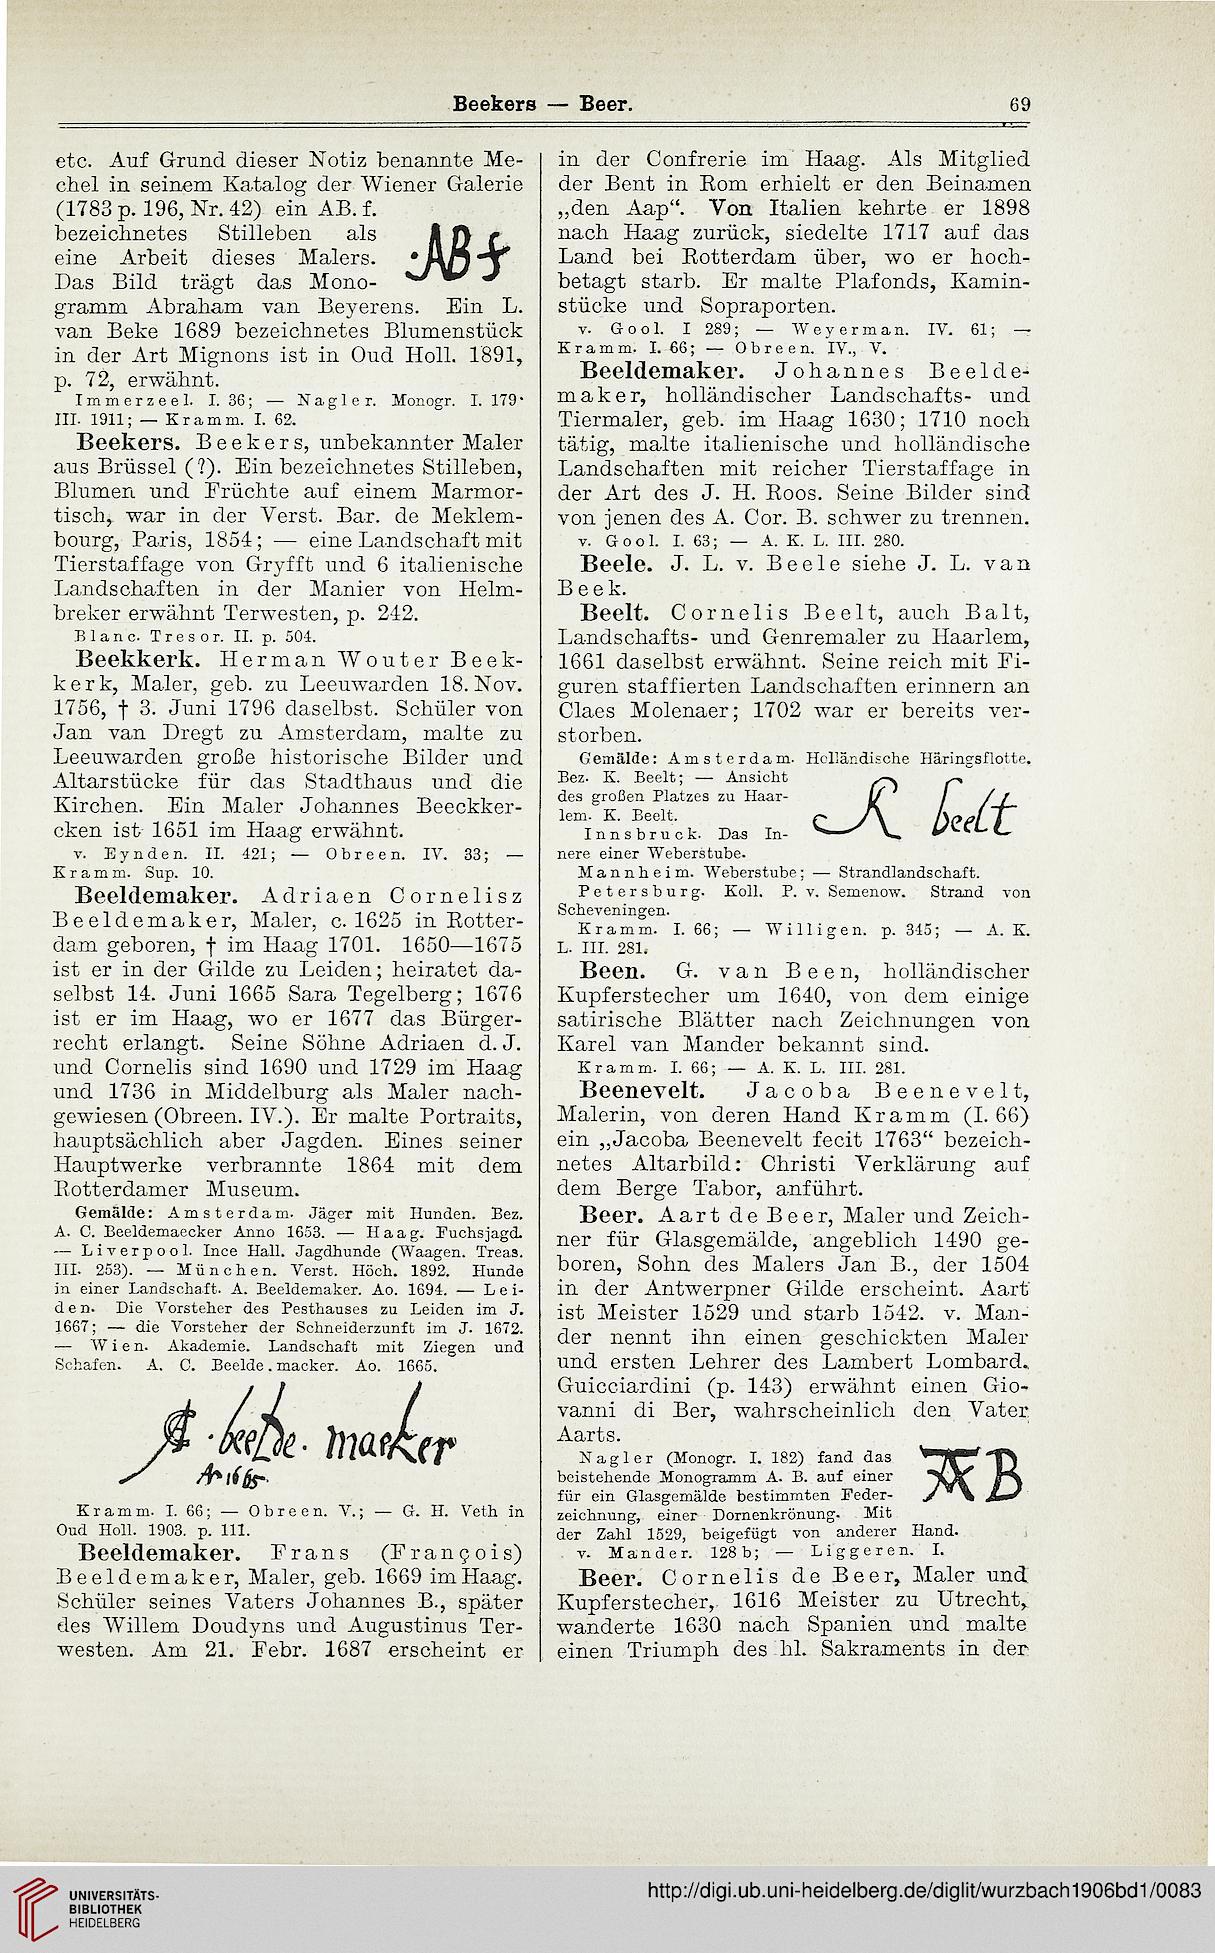 Beekers — Beer.
69
etc. Auf Grund dieser Notiz benannte Me-
chel in seinem Katalog der Wiener Galerie
(1783 p. 196, Nr. 42) ein AB. f.
bezeichnetes Stilleben als
eine Arbeit dieses Malers.
Das Bild trägt das Mono-
AB f
gramm Abraham van Beyerens. Ein L.
van Beke 1689 bezeichnetes Blumenstück
in der Art Mignons ist in Oud Holl. 1891,
p. 72, erwähnt.
Immerzeel. I. 36; — Nagler. Monogr. I. 179·
III. 1911; — Kramm. I. 62.
Beekers. Beekers, unbekannter Maler
aus Brüssel (?). Ein bezeichnetes Stilleben,
Blumen und Früchte auf einem Marmor-
tisch, war in der Verst. Bar. de Meklem-
bourg, Paris, 1854; — eine Landschaft mit
Tierstaffage von Gryfft und 6 italienische
Landschaften in der Manier von Helm-
breker erwähnt Terwesten, p. 242.
Blanc. Tresor. II. p. 504.
Beekkerk. Herman Wouter Beek-
kerk, Maler, geb. zu Leeuwarden 18. Nov.
1756, † 3. Juni 1796 daselbst. Schüler von
Jan van Dregt zu Amsterdam, malte zu
Leeuwarden große historische Bilder und
Altarstücke für das Stadthaus und die
Kirchen. Ein Maler Johannes Beeckker-
cken ist 1651 im Haag erwähnt.
v. Eynden. II. 421; — Obreen. IV. 33; —
Kramm. Sup. 10.
Beeldemaker. Adriaen Cornelisz
Beeldemaker, Maler, c. 1625 in Rotter-
dam geboren, † im Haag 1701. 1650—1675
ist er in der Gilde zu Leiden; heiratet da-
selbst 14. Juni 1665 Sara Tegelberg; 1676
ist er im Haag, wo er 1677 das Bürger-
recht erlangt. Seine Söhne Adriaen d. J.
und Cornelis sind 1690 und 1729 im Haag
und 1736 in Middelburg als Maler nach-
gewiesen (Obreen. IV.). Er malte Portraits,
hauptsächlich aber Jagden. Eines seiner
Hauptwerke verbrannte 1864 mit dem
Rotterdamer Museum.
Gemälde: Amsterdam. Jäger mit Hunden. Bez.
A. C. Beeldemaecker Anno 1653. — Haag. Fuchsjagd.
— Liverpool. Ince Hall. Jagdhunde (Waagen. Treas.
III. 253). — München. Verst. Höch. 1892. Hunde
in einer Landschaft. A. Beeldemaker. Ao. 1694. — Lei-
den. Die Vorsteher des Pesthauses zu Leiden im J.
1667; — die Vorsteher der Schneiderzunft im J. 1672.
— Wien. Akademie. Landschaft mit Ziegen und
Schafen. A. C. Beelde.macker. Ao. 1665.
beelde. macker
Ao 1665.
Kramm. I. 66; — Obreen. V.; — G. H. Veth in
Oud Holl. 1903. p. 111.
Beeldemaker. Frans (François)
Beeldemaker, Maler, geb. 1669 im Haag.
Schüler seines Vaters Johannes B., später
des Willem Doudyns und Augustinus Ter-
westen. Am 21. Febr. 1687 erscheint er
in der Confrerie im Haag. Als Mitglied
der Bent in Rom erhielt er den Beinamen
„den Aap“. Von Italien kehrte er 1898
nach Haag zurück, siedelte 1717 auf das
Land bei Rotterdam über, wo er hoch-
betagt starb. Er malte Plafonds, Kamin-
stücke und Sopraporten.
v. Gool. I 289; — Weyerman. IV. 61; —
Kramm. I. 66; — Obreen. IV., V.
Beeldemaker. Johannes Beelde-
maker, holländischer Landschafts- und
Tiermaler, geb. im Haag 1630; 1710 noch
tätig, malte italienische und holländische
Landschaften mit reicher Tierstaffage in
der Art des J. H. Roos. Seine Bilder sind
von jenen des A. Cor. B. schwer zu trennen.
v. Gool. I. 63; — A. K. L. III. 280.
Beele. J. L. v. Beele siehe J. L. van
Beek.
Beelt. Cornelis Beelt, auch Balt,
Landschafts- und Genremaler zu Haarlem,
1661 daselbst erwähnt. Seine reich mit Fi-
guren staffierten Landschaften erinnern an
Claes Molenaer; 1702 war er bereits ver-
storben.
Gemälde: Amsterdam. Holländische Häringsflotte.
Bez. K. Beelt; — Ansicht
des großen Platzes zu Haar-
lem. K. Beelt.
Innsbruck. Das In-
K beelt
nere einer Weberstube.
Mannheim. Weberstube; — Strandlandschaft.
Petersburg. Koll. P. v. Semenow. Strand von
Scheveningen.
Kramm. I. 66; — Willigen. p. 345; — A. K.
L. III. 281.
Been. G. van Been, holländischer
Kupferstecher um 1640, von dem einige
satirische Blätter nach Zeichnungen von
Karel van Mander bekannt sind.
Kramm. I. 66; — A. K. L. III. 281.
Beenevelt. Jacoba Beenevelt,
Malerin, von deren Hand Kramm (I. 66)
ein „Jacoba Beenevelt fecit 1763“ bezeich-
netes Altarbild: Christi Verklärung auf
dem Berge Tabor, anführt.
Beer. Aart de Beer, Maler und Zeich-
ner für Glasgemälde, angeblich 1490 ge-
boren, Sohn des Malers Jan B., der 1504
in der Antwerpner Gilde erscheint. Aart
ist Meister 1529 und starb 1542. v. Man-
der nennt ihn einen geschickten Maler
und ersten Lehrer des Lambert Lombard.
Guicciardini (p. 143) erwähnt einen Gio-
vanni di Ber, wahrscheinlich den Vater
Aarts.
Nagler (Monogr. I. 182) fand das
beistehende Monogramm A. B. auf einer
für ein Glasgemälde bestimmten Feder-
zeichnung, einer Dornenkrönung. Mit
AB
der Zahl 1529, beigefügt von anderer Hand.
v. Mander. 128 b; — Liggeren. I.
Beer. Cornelis de Beer, Maler und
Kupferstecher, 1616 Meister zu Utrecht,
wanderte 1630 nach Spanien und malte
einen Triumph des hl. Sakraments in der
UNIVERSITÄTS-
BIBLIOTHEK
HEIDELBERG
http://digi.ub.uni-heidelberg.de/diglit/wurzbach1906bd1/0083